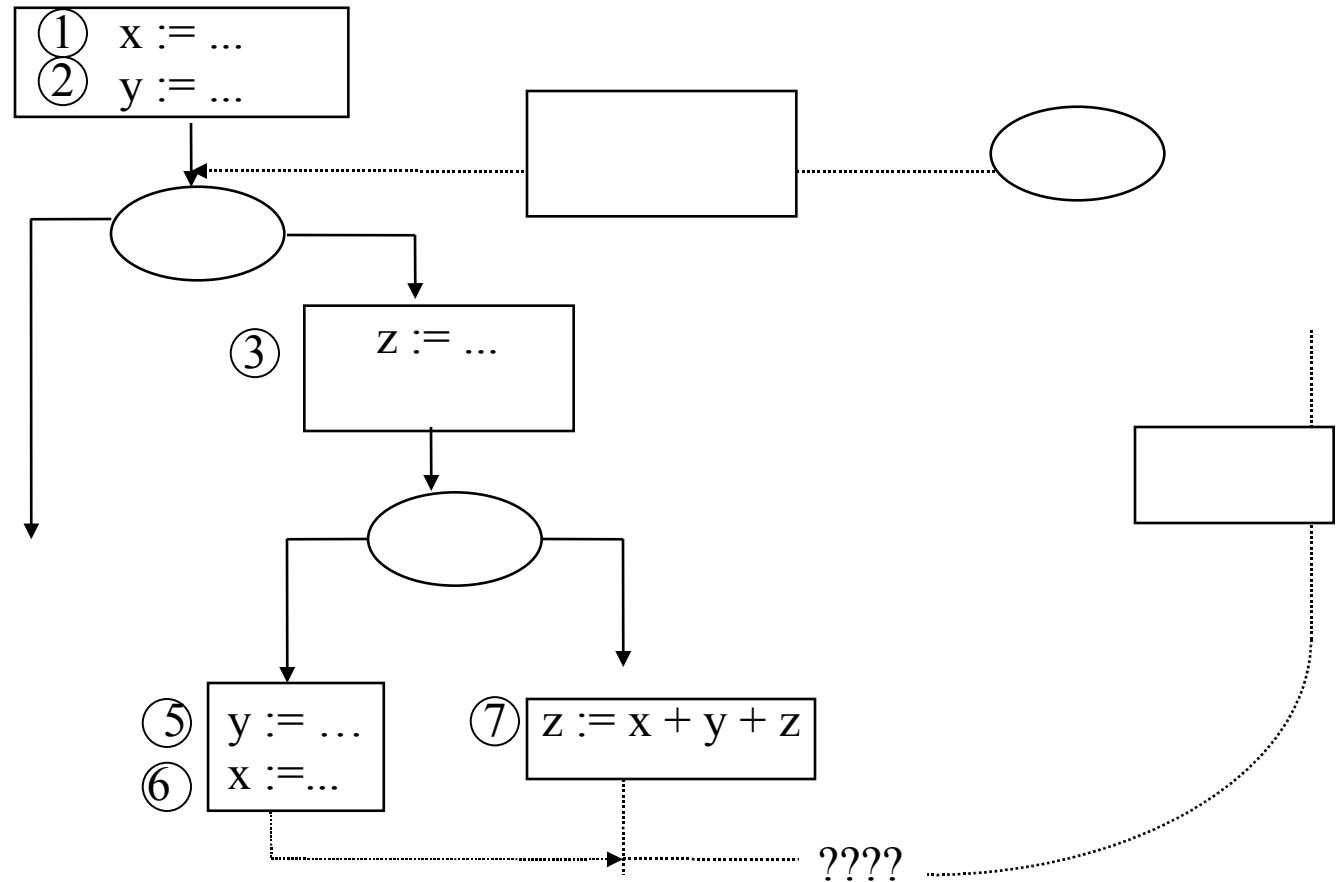 ① x := ...
② y := ...
③ z := ...
⑤ y := …
⑥ x :=...
⑦ z := x + y + z
????